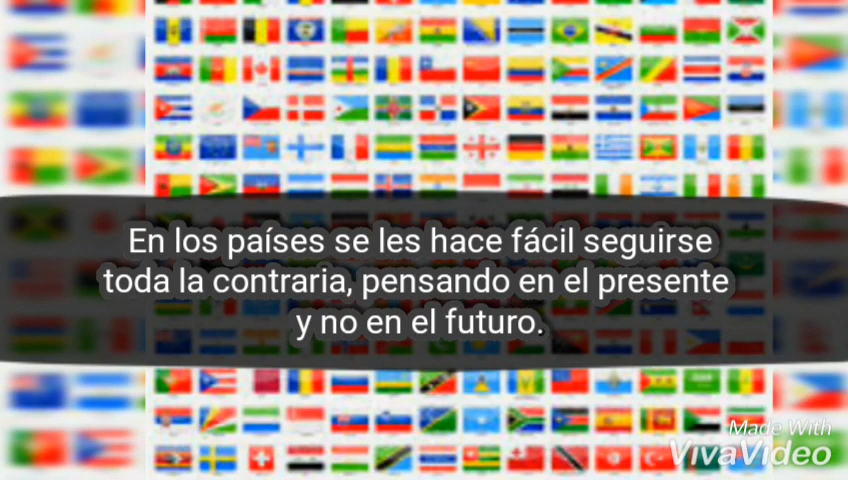 En los países se les hace fácil seguirse
toda la contraria, pensando en el presente
y no en el futuro.
Made With
VivaVideo